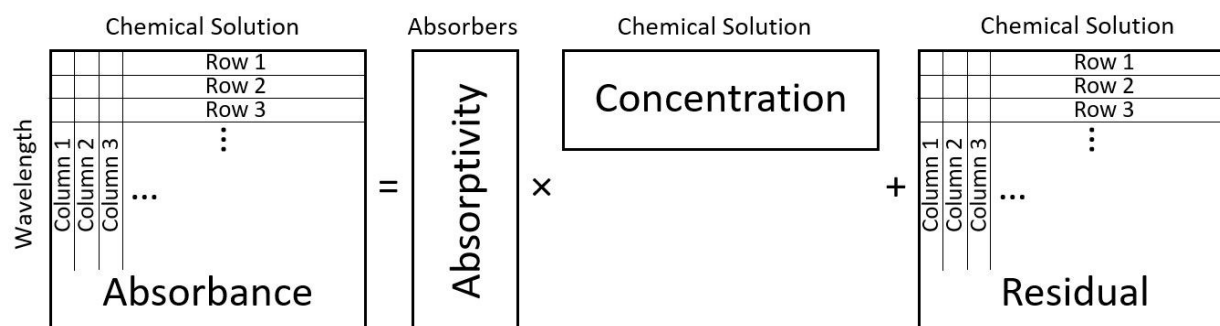 Chemical Solution
Absorbers
Chemical Solution
Chemical Solution
Wavelength
Row 1
Row 2
Row 3
⋮
Column 1
Column 2
Column 3
...
Absorbance
=
Absorptivity
×
Concentration
+
Row 1
Row 2
Row 3
⋮
Column 1
Column 2
Column 3
...
Residual